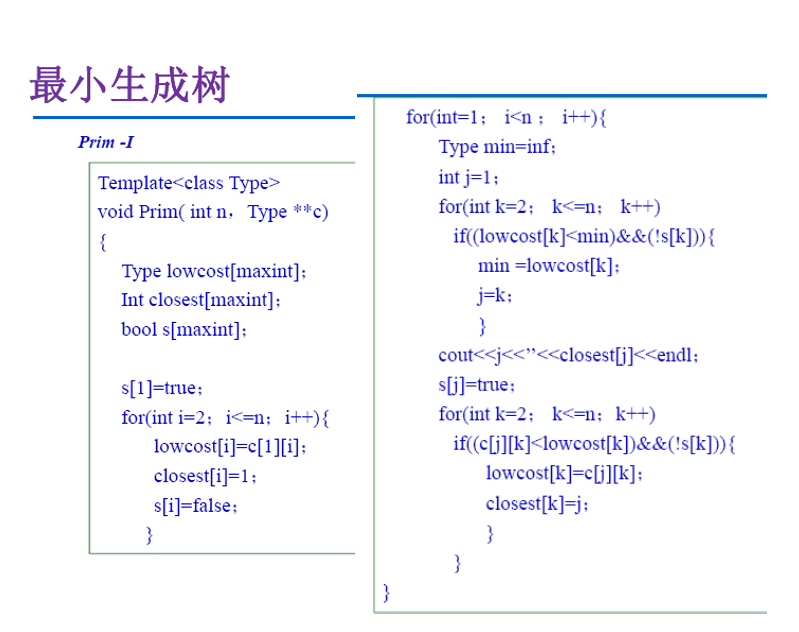 最小生成树
Prim -I
Template<class Type>
void Prim( int n，Type **c)
{
Type lowcost[maxint]；
Int closest[maxint]；
bool s[maxint]；
s[1]=true；
for(int i=2；i<=n；i++){
lowcost[i]=c[1][i]；
closest[i]=1；
s[i]=false；
}
for(int=1； i<n ； i++){
Type min=inf；
int j=1；
for(int k=2； k<=n； k++)
if((lowcost[k]<min)&&(!s[k])){
min =lowcost[k]；
j=k；
}
cout<<j<<’’<<closest[j]<<endl；
s[j]=true；
for(int k=2； k<=n；k++)
if((c[j][k]<lowcost[k])&&(!s[k])){
lowcost[k]=c[j][k]；
closest[k]=j；
}
}
}